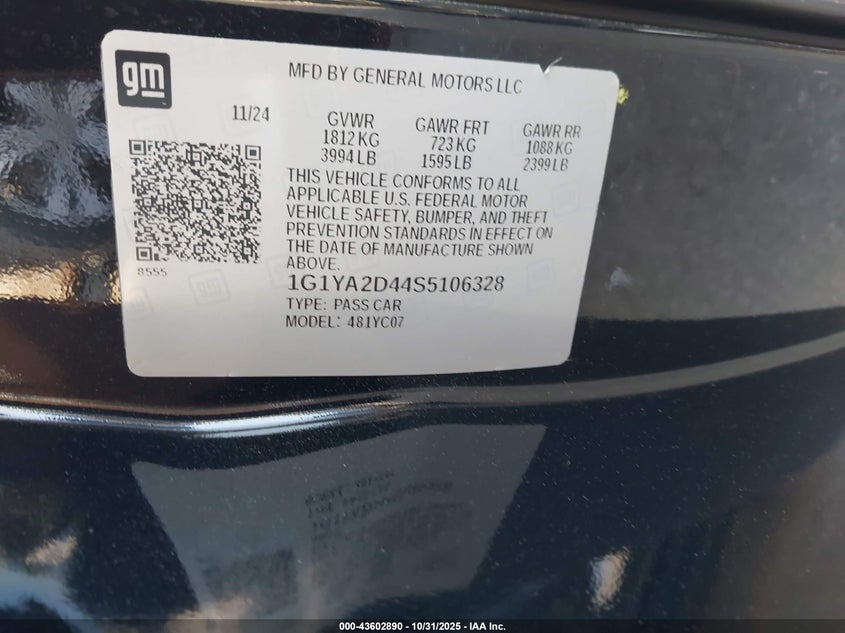 gm
MFD BY GENERAL MOTORS LLC
11/24
GVWR
1812 KG
3994 LB
GAWR FRT
723 KG
1595 LB
GAWR RR
1088 KG
2399 LB
THIS VEHICLE CONFORMS TO ALL
APPLICABLE U.S. FEDERAL MOTOR
VEHICLE SAFETY, BUMPER, AND THEFT
PREVENTION STANDARDS IN EFFECT ON
THE DATE OF MANUFACTURE SHOWN
ABOVE.
8555
1G1YA2D44S5106328
TYPE: PASS CAR
MODEL: 481YC07
000-43602890 - 10/31/2025 - IAA Inc.